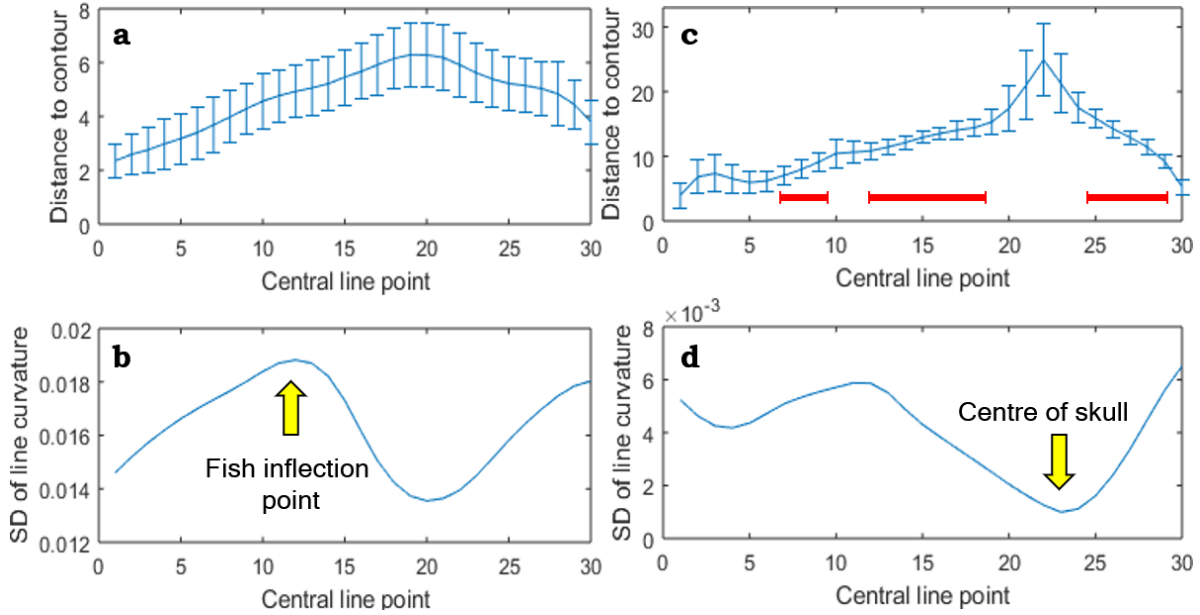 a
Distance to contour
8
6
4
2
0
0 5 10 15 20 25 30
Central line point
c
Distance to contour
30
20
10
0
0 5 10 15 20 25 30
Central line point
b
SD of line curvature
0.02
0.018
0.016
0.014
0.012
Fish inflection
point
0 5 10 15 20 25 30
Central line point
d
×10⁻³
SD of line curvature
8
6
4
2
0
Centre of skull
0 5 10 15 20 25 30
Central line point